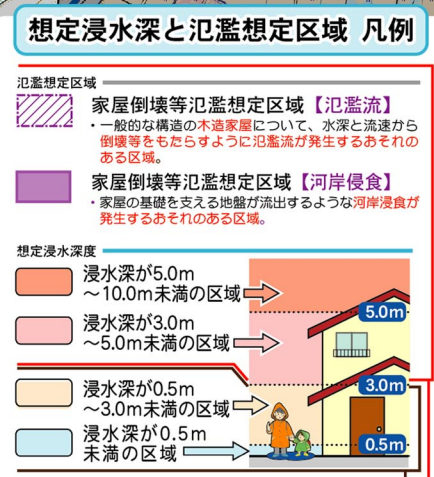 想定浸水深と氾濫想定区域 凡例
氾濫想定区域
家屋倒壊等氾濫想定区域【氾濫流】
・一般的な構造の木造家屋について、水深と流速から
倒壊等をもたらすように氾濫流が発生するおそれの
ある区域。
家屋倒壊等氾濫想定区域【河岸侵食】
・家屋の基礎を支える地盤が流出するような河岸侵食が
発生するおそれのある区域。
想定浸水深度
浸水深が5.0m
～10.0m未満の区域
5.0m
浸水深が3.0m
～5.0m未満の区域
3.0m
浸水深が0.5m
～3.0m未満の区域
浸水深が0.5m
未満の区域
0.5m